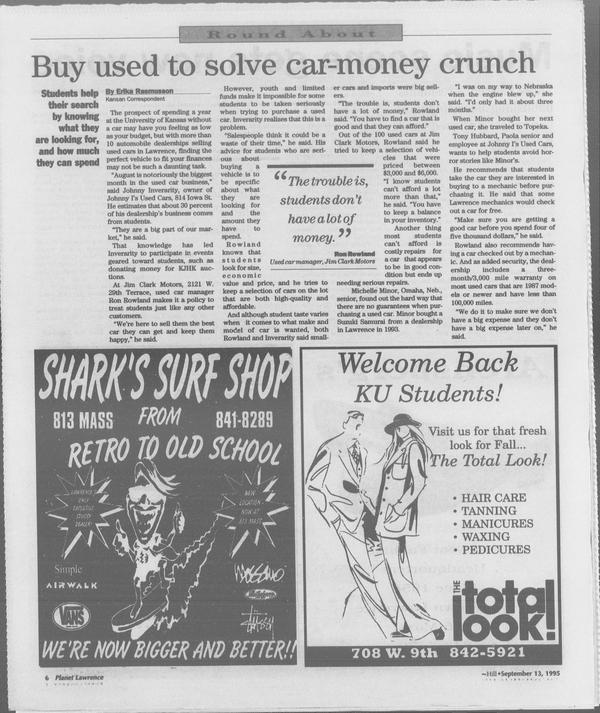 Round About
Buy used to solve car-money crunch
Students help
their search
by knowing
what they
are looking for,
and how much
they can spend
By Erika Rasmusson
Kansan Correspondent
The prospect of spending a year
at the University of Kansas without
a car may have you feeling as low
as your budget, but with more than
10 automobile dealerships selling
used cars in Lawrence, finding the
perfect vehicle to fit your finances
may not be such a daunting task.
"August is notoriously the biggest
month in the used car business,"
said Johnny Inverarity, owner of
Johnny I's Used Cars, 814 Iowa St.
He estimates that about 30 percent
of his dealership's business comes
from students.
"They are a big part of our mar-
ket," he said.
That knowledge has led
Inverarity to participate in events
geared toward students, such as
donating money for KJHK auc-
tions.
At Jim Clark Motors, 2121 W.
29th Terrace, used car manager
Ron Rowland makes it a policy to
treat students just like any other
customers.
"We're here to sell them the best
car they can get and keep them
happy," he said.
However, youth and limited
funds make it impossible for some
students to be taken seriously
when trying to purchase a used
car. Inverarity realizes that this is a
problem.
"Salespeople think it could be a
waste of their time," he said. His
advice for students who are seri-
ous about
buying a
vehicle is to
be specific
about what
they are
looking for
and the
amount they
have to
spend.
Rowland
knows that
students
look for size,
economic
value and price, and he tries to
keep a selection of cars on the lot
that are both high-quality and
affordable.
And although student taste varies
when it comes to what make and
model of car is wanted, both
Rowland and Inverarity said small-
er cars and imports were big sell-
ers.
"The trouble is, students don't
have a lot of money," Rowland
said. "You have to find a car that is
good and that they can afford."
Out of the 100 used cars at Jim
Clark Motors, Rowland said he
tried to keep a selection of vehi-
cles that were
priced between
$3,000 and $6,000.
"I know students
can't afford a lot
more than that,"
he said. "You have
to keep a balance
in your inventory."
Another thing
most students
can't afford is
costly repairs for
a car that appears
to be in good con-
dition but ends up
needing serious repairs.
Michelle Minor, Omaha, Neb.,
senior, found out the hard way that
there are no guarantees when pur-
chasing a used car. Minor bought a
Suzuki Samurai from a dealership
in Lawrence in 1993.
"The trouble is,
students don't
have a lot of
money."
Ron Rowland
Used car manager, Jim Clark Motors
"I was on my way to Nebraska
when the engine blew up," she
said. "I'd only had it about three
months."
When Minor bought her next
used car, she traveled to Topeka.
Tony Hubbard, Paola senior and
employee at Johnny I's Used Cars,
wants to help students avoid hor-
ror stories like Minor's.
He recommends that students
take the car they are interested in
buying to a mechanic before pur-
chasing it. He said that some
Lawrence mechanics would check
out a car for free.
"Make sure you are getting a
good car before you spend four of
five thousand dollars," he said.
Rowland also recommends hav-
ing a car checked out by a mechan-
ic. And as added security, the deal-
ership includes a three-
month/3,000 mile warranty on
most used cars that are 1987 mod-
els or newer and have less than
100,000 miles.
"We do it to make sure we don't
have a big expense and they don't
have a big expense later on," he
said.
SHARK'S SURF SHOP
813 MASS FROM 841-8289
RETRO TO OLD SCHOOL
LAWRENCE'S
ONLY
DEALER!
NEW
LOCATION
NOW AT
813 MASS
Simple
AIRWALK
VANS
MOSSIMO
STÜSSY
WE'RE NOW BIGGER AND BETTER!!
Welcome Back
KU Students!
Visit us for that fresh
look for Fall...
The Total Look!
• HAIR CARE
• TANNING
• MANICURES
• WAXING
• PEDICURES
THE total
look!
708 W. 9th 842-5921
6 Planet Lawrence
~Hill•September 13, 1995